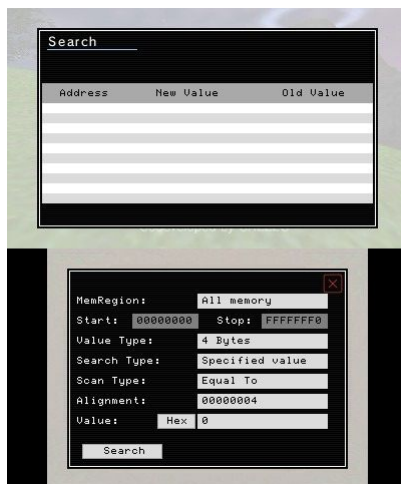 Search
Address New Value Old Value
MemRegion: All memory
Start: 00000000 Stop: FFFFFFF0
Value Type: 4 Bytes
Search Type: Specified value
Scan Type: Equal To
Alignment: 00000004
Value: Hex 0
Search